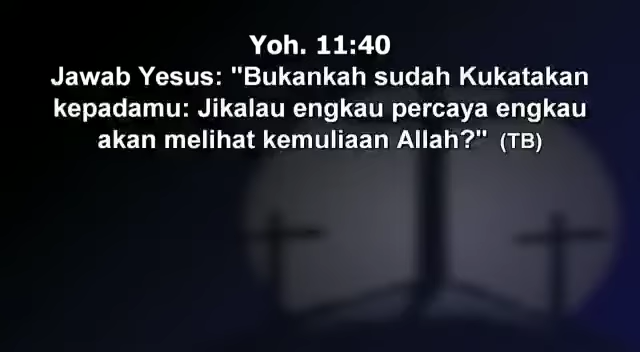 Yoh. 11:40
Jawab Yesus: "Bukankah sudah Kukatakan
kepadamu: Jikalau engkau percaya engkau
akan melihat kemuliaan Allah?" (TB)